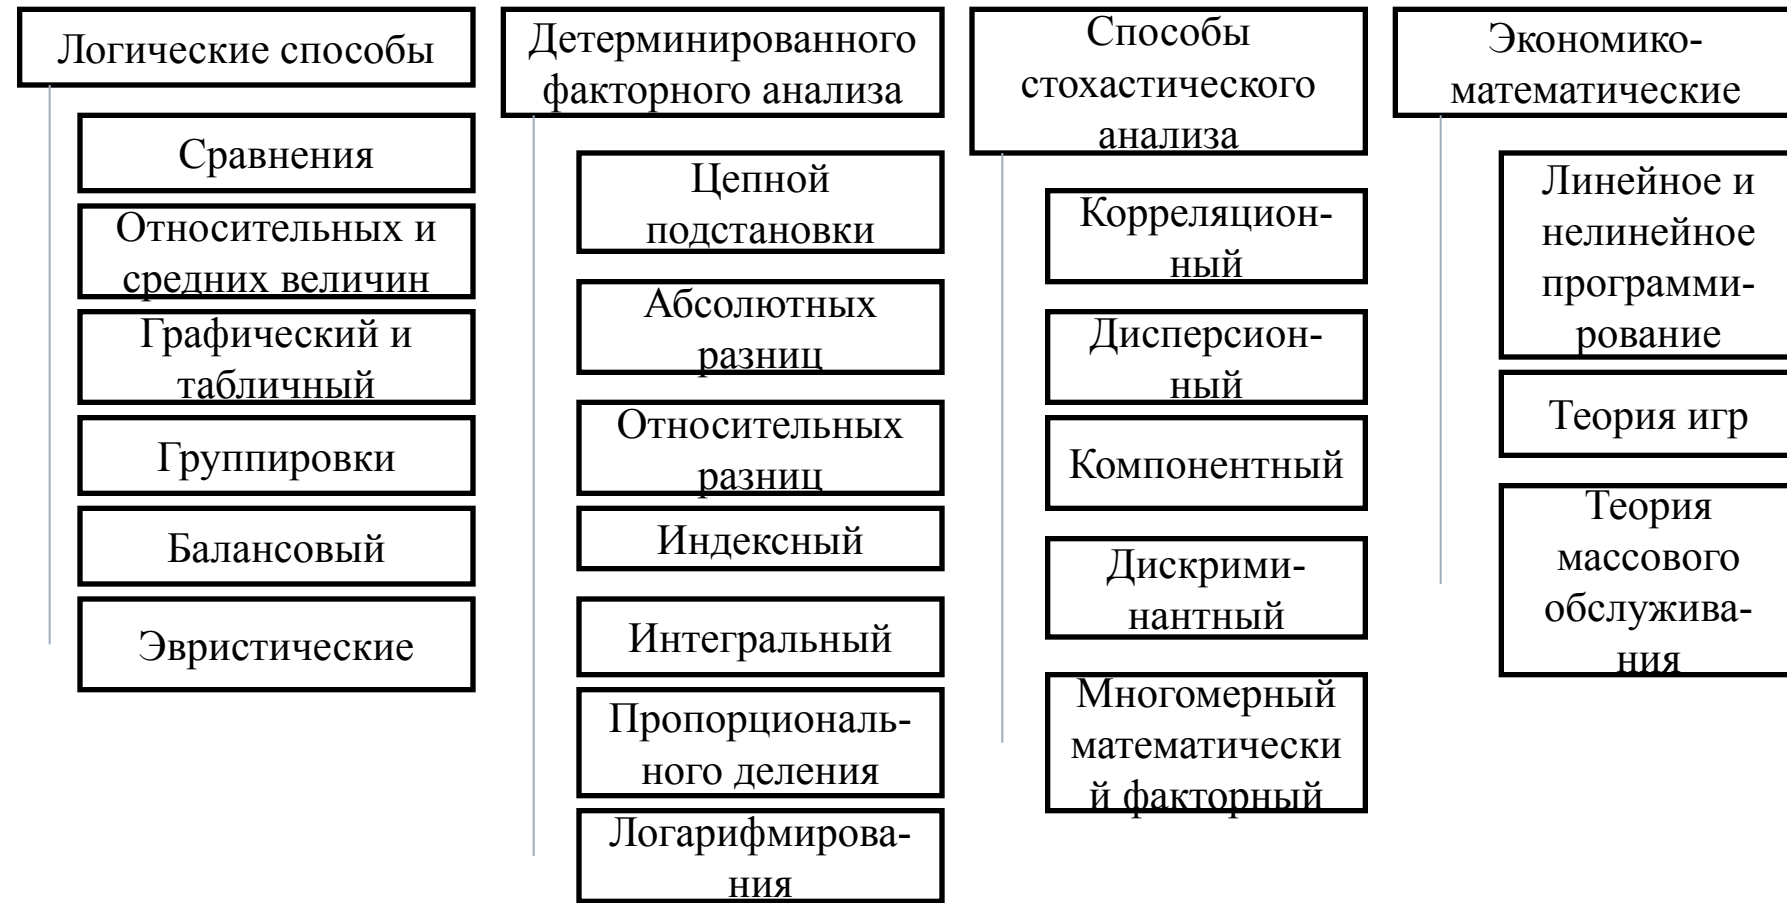 Логические способы
Сравнения
Относительных и
средних величин
Графический и
табличный
Группировки
Балансовый
Эвристические
Детерминированного
факторного анализа
Цепной
подстановки
Абсолютных
разниц
Относительных
разниц
Индексный
Интегральный
Пропорциональ-
ного деления
Логарифмирова-
ния
Способы
стохастического
анализа
Корреляцион-
ный
Дисперсион-
ный
Компонентный
Дискрими-
нантный
Многомерный
математически
й факторный
Экономико-
математические
Линейное и
нелинейное
программи-
рование
Теория игр
Теория
массового
обслужива-
ния